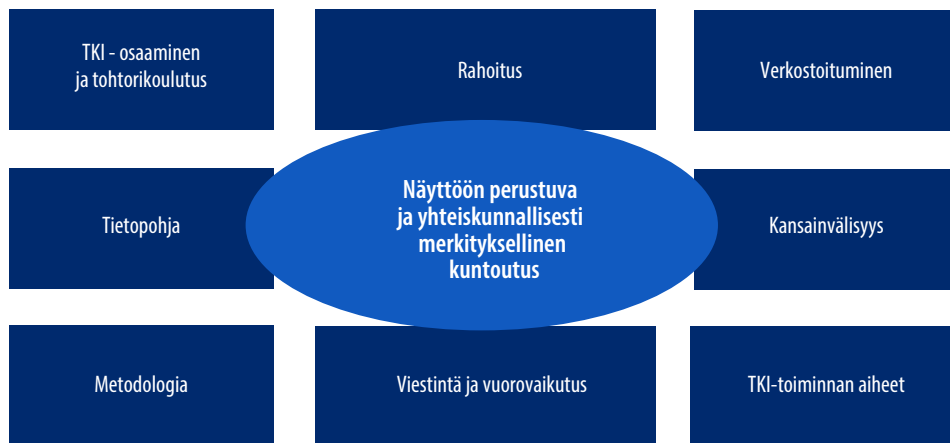 TKI - osaaminen
ja tohtorikoulutus
Rahoitus
Verkostoituminen
Tietopohja
Näyttöön perustuva
ja yhteiskunnallisesti
merkityksellinen
kuntoutus
Kansainvälisyys
Metodologia
Viestintä ja vuorovaikutus
TKI-toiminnan aiheet